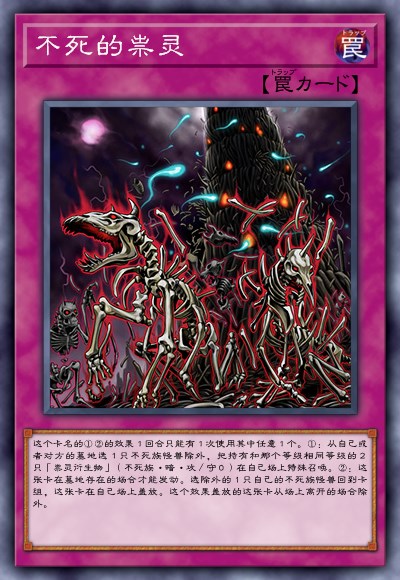 不死的祟灵
トラップ
罠
トラップ
【罠カード】
这个卡名的①②的效果1回合只能有1次使用其中任意1个。①:从自己或
者对方的墓地选1只不死族怪兽除外,把持有和那个等级相同等级的2
只「祟灵衍生物」(不死族·暗·攻/守0)在自己场上特殊召唤。②:这
张卡在墓地存在的场合才能发动。选除外的1只自己的不死族怪兽回到卡
组,这张卡在自己场上盖放。这个效果盖放的这张卡从场上离开的场合除
外。